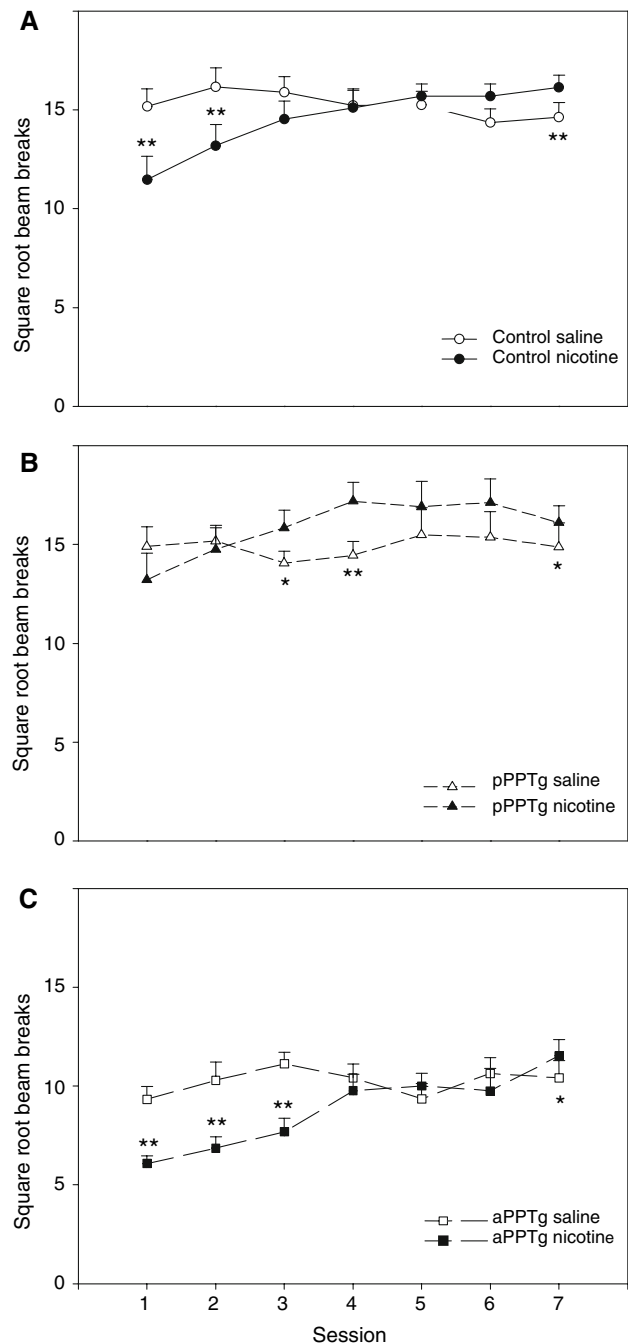 A
Square root beam breaks
15
10
5
0
**
**
**
Control saline
Control nicotine
B
Square root beam breaks
15
10
5
0
*
**
*
pPPTg saline
pPPTg nicotine
C
Square root beam breaks
15
10
5
0
**
**
**
*
aPPTg saline
aPPTg nicotine
1 2 3 4 5 6 7
Session